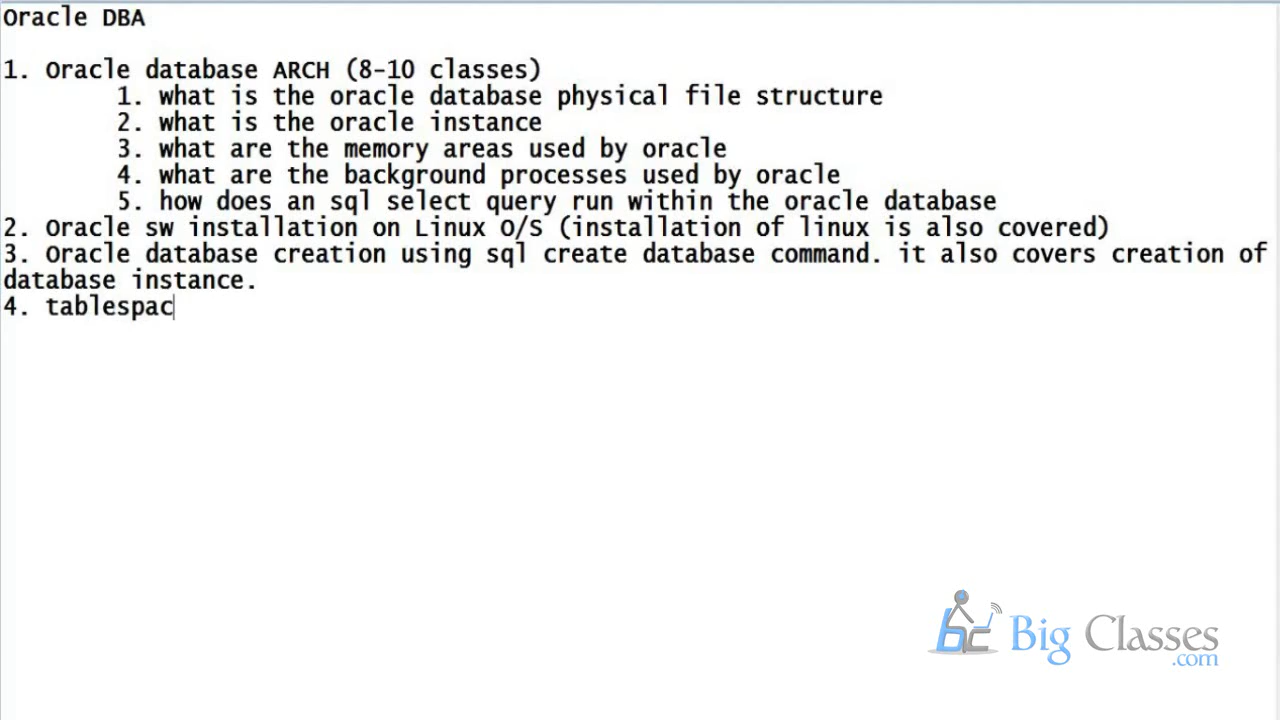 Oracle DBA
1. Oracle database ARCH (8-10 classes)
1. what is the oracle database physical file structure
2. what is the oracle instance
3. what are the memory areas used by oracle
4. what are the background processes used by oracle
5. how does an sql select query run within the oracle database
2. Oracle sw installation on Linux O/S (installation of linux is also covered)
3. Oracle database creation using sql create database command. it also covers creation of
database instance.
4. tablespac
bc Big Classes
.com